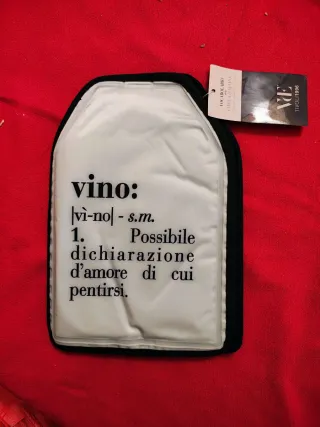 vino:
|vì-no| - s.m.
1. Possibile
dichiarazione
d'amore di cui
pentirsi.